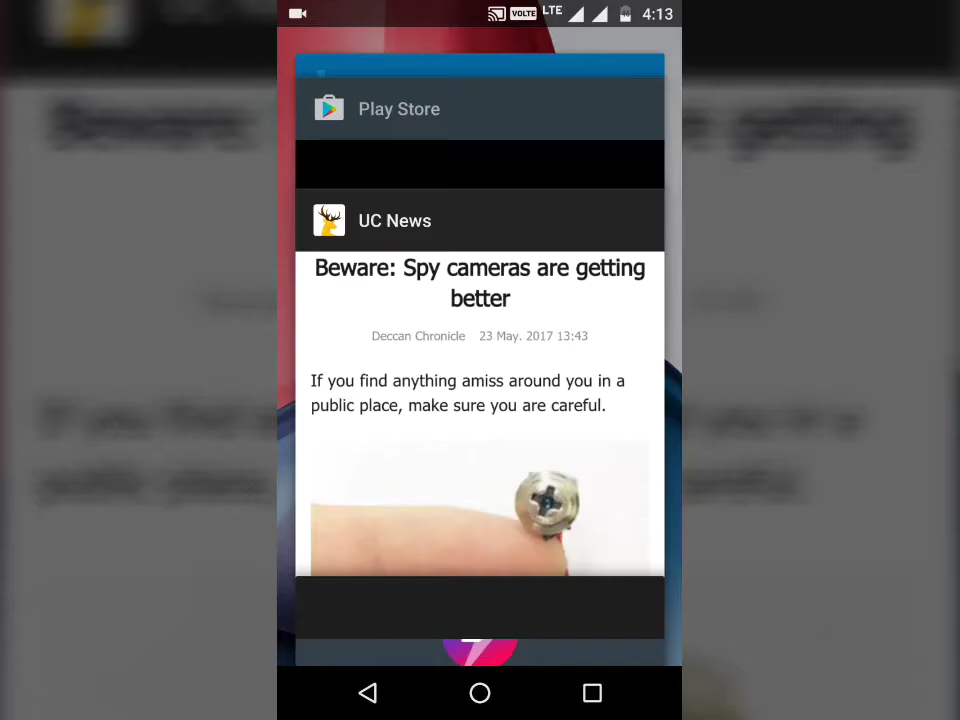 VOLTE LTE 4:13
Play Store
UC News
Beware: Spy cameras are getting
better
Deccan Chronicle 23 May. 2017 13:43
If you find anything amiss around you in a
public place, make sure you are careful.